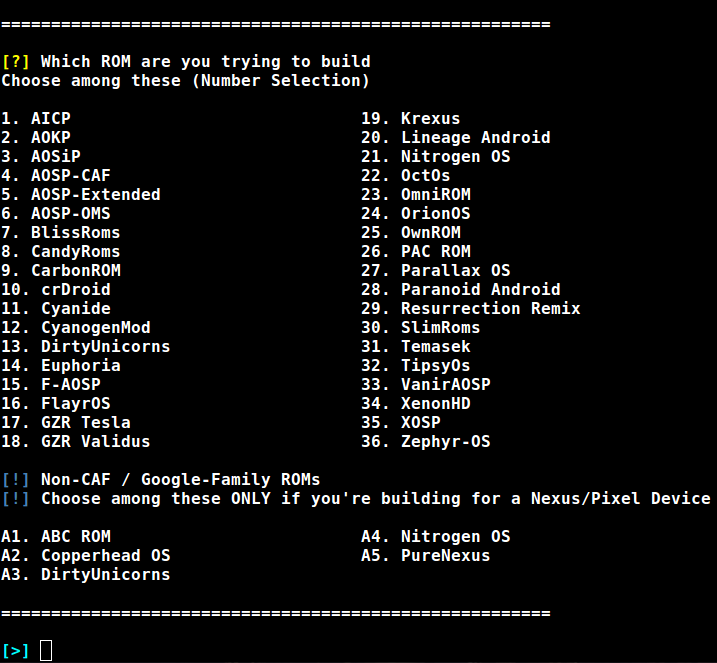 =======================================================
[?] Which ROM are you trying to build
Choose among these (Number Selection)
1. AICP 19. Krexus
2. AOKP 20. Lineage Android
3. AOSiP 21. Nitrogen OS
4. AOSP-CAF 22. OctOs
5. AOSP-Extended 23. OmniROM
6. AOSP-OMS 24. OrionOS
7. BlissRoms 25. OwnROM
8. CandyRoms 26. PAC ROM
9. CarbonROM 27. Parallax OS
10. crDroid 28. Paranoid Android
11. Cyanide 29. Resurrection Remix
12. CyanogenMod 30. SlimRoms
13. DirtyUnicorns 31. Temasek
14. Euphoria 32. TipsyOs
15. F-AOSP 33. VanirAOSP
16. FlayrOS 34. XenonHD
17. GZR Tesla 35. XOSP
18. GZR Validus 36. Zephyr-OS
[!] Non-CAF / Google-Family ROMs
[!] Choose among these ONLY if you're building for a Nexus/Pixel Device
A1. ABC ROM A4. Nitrogen OS
A2. Copperhead OS A5. PureNexus
A3. DirtyUnicorns
=======================================================
[>]